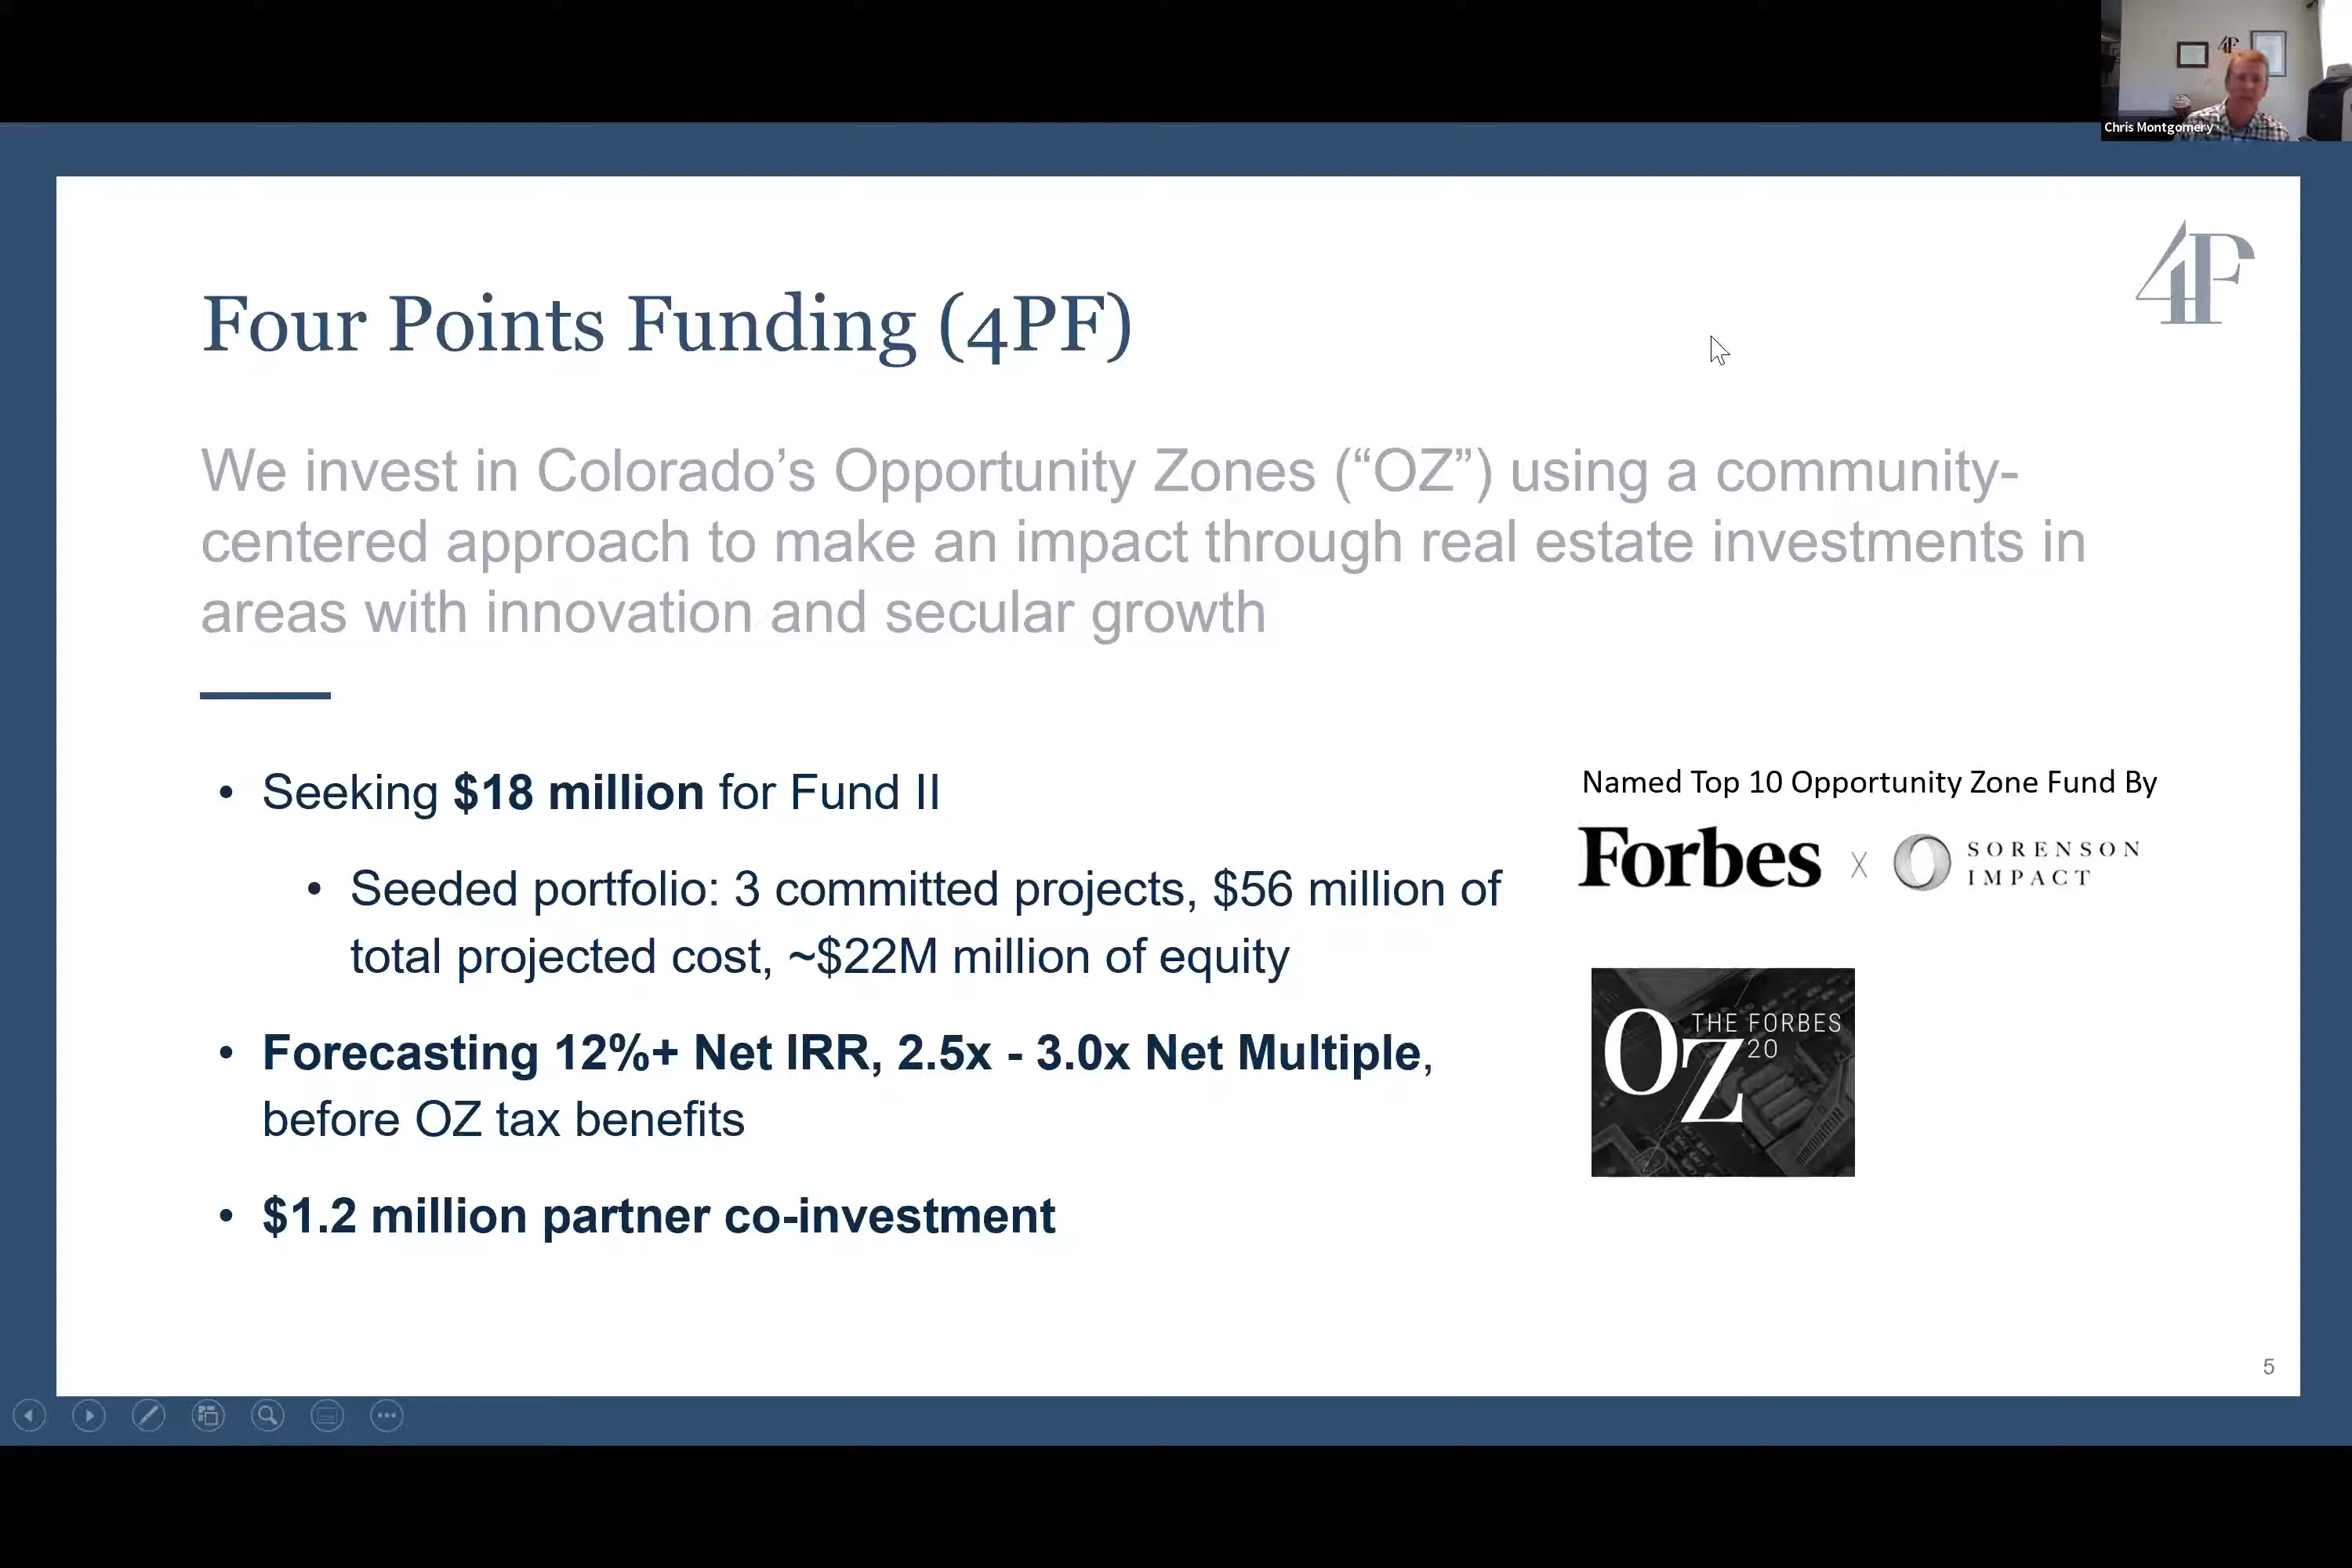 Chris Montgomery
4PF
Four Points Funding (4PF)
We invest in Colorado’s Opportunity Zones (“OZ”) using a community-
centered approach to make an impact through real estate investments in
areas with innovation and secular growth
• Seeking $18 million for Fund II
• Seeded portfolio: 3 committed projects, $56 million of
total projected cost, ~$22M million of equity
• Forecasting 12%+ Net IRR, 2.5x - 3.0x Net Multiple,
before OZ tax benefits
• $1.2 million partner co-investment
Named Top 10 Opportunity Zone Fund By
Forbes X SORENSON
IMPACT
OZ THE FORBES
20
5